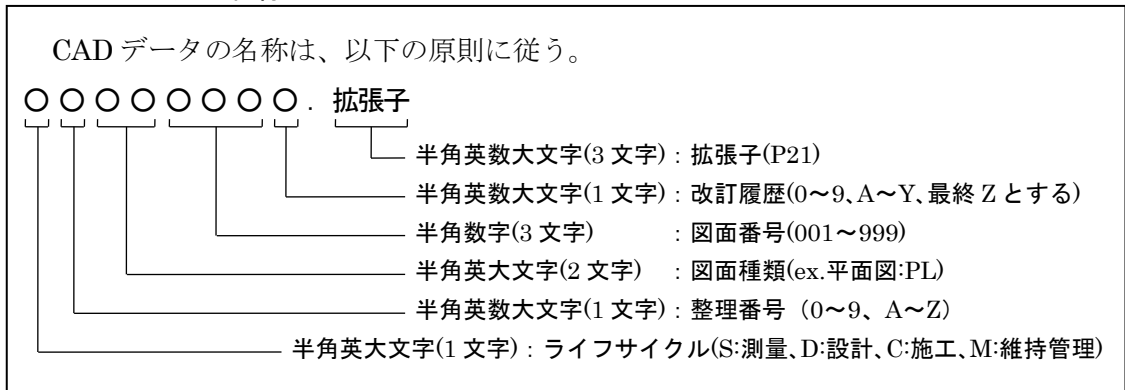 CAD データの名称は、以下の原則に従う。
○○○○○○○○. 拡張子
半角英数大文字(3 文字) : 拡張子(P21)
半角英数大文字(1 文字) : 改訂履歴(0～9、A～Y、最終 Z とする)
半角数字(3 文字) : 図面番号(001～999)
半角英大文字(2 文字) : 図面種類(ex.平面図:PL)
半角英数大文字(1 文字) : 整理番号（0～9、A～Z）
半角英大文字(1 文字) : ライフサイクル(S:測量、D:設計、C:施工、M:維持管理)